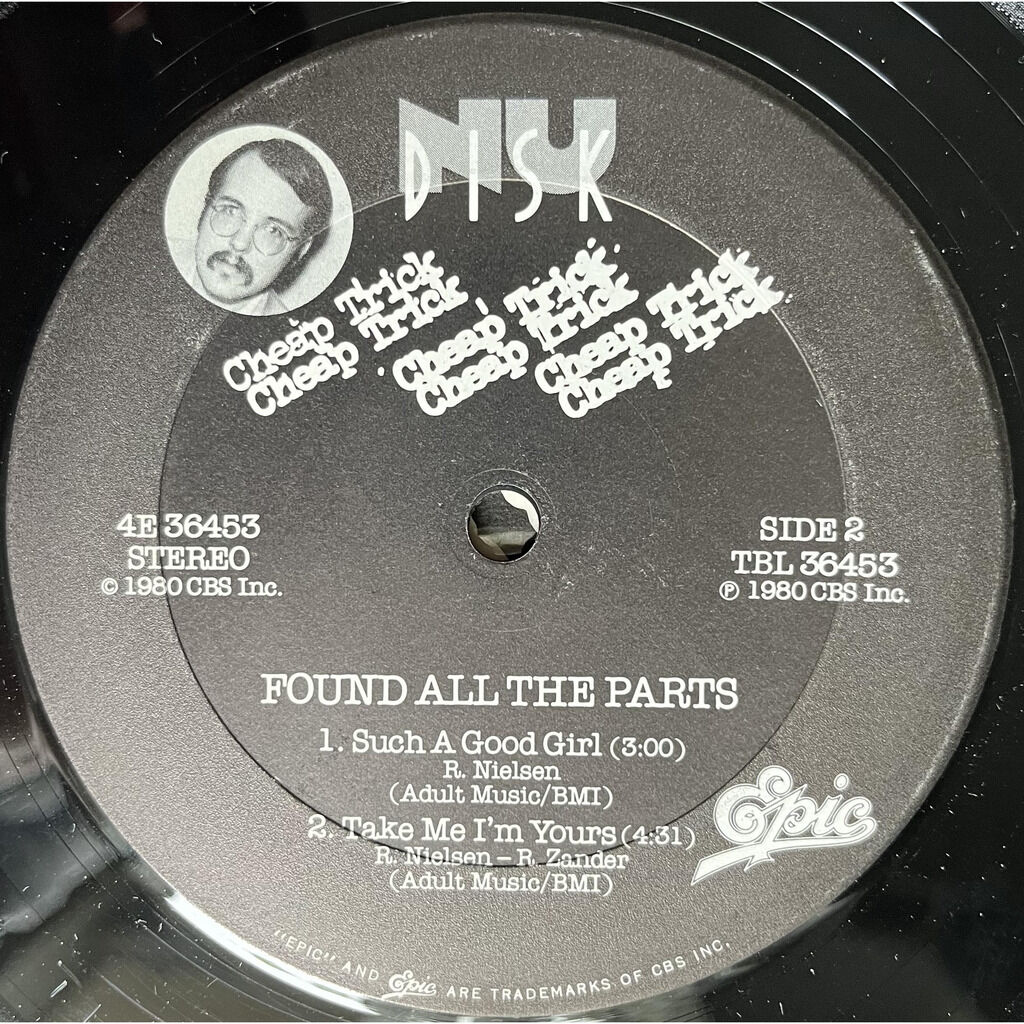 NU
DISK
Cheap Trick Cheap Trick Cheap Trick
Cheap Trick Cheap Trick Cheap Trick
4E 36453
STEREO
© 1980 CBS Inc.
SIDE 2
TBL 36453
℗ 1980 CBS Inc.
FOUND ALL THE PARTS
1. Such A Good Girl (3:00)
R. Nielsen
(Adult Music/BMI)
2. Take Me I'm Yours (4:31)
R. Nielsen – R. Zander
(Adult Music/BMI)
Epic
"EPIC" AND Epic ARE TRADEMARKS OF CBS INC.